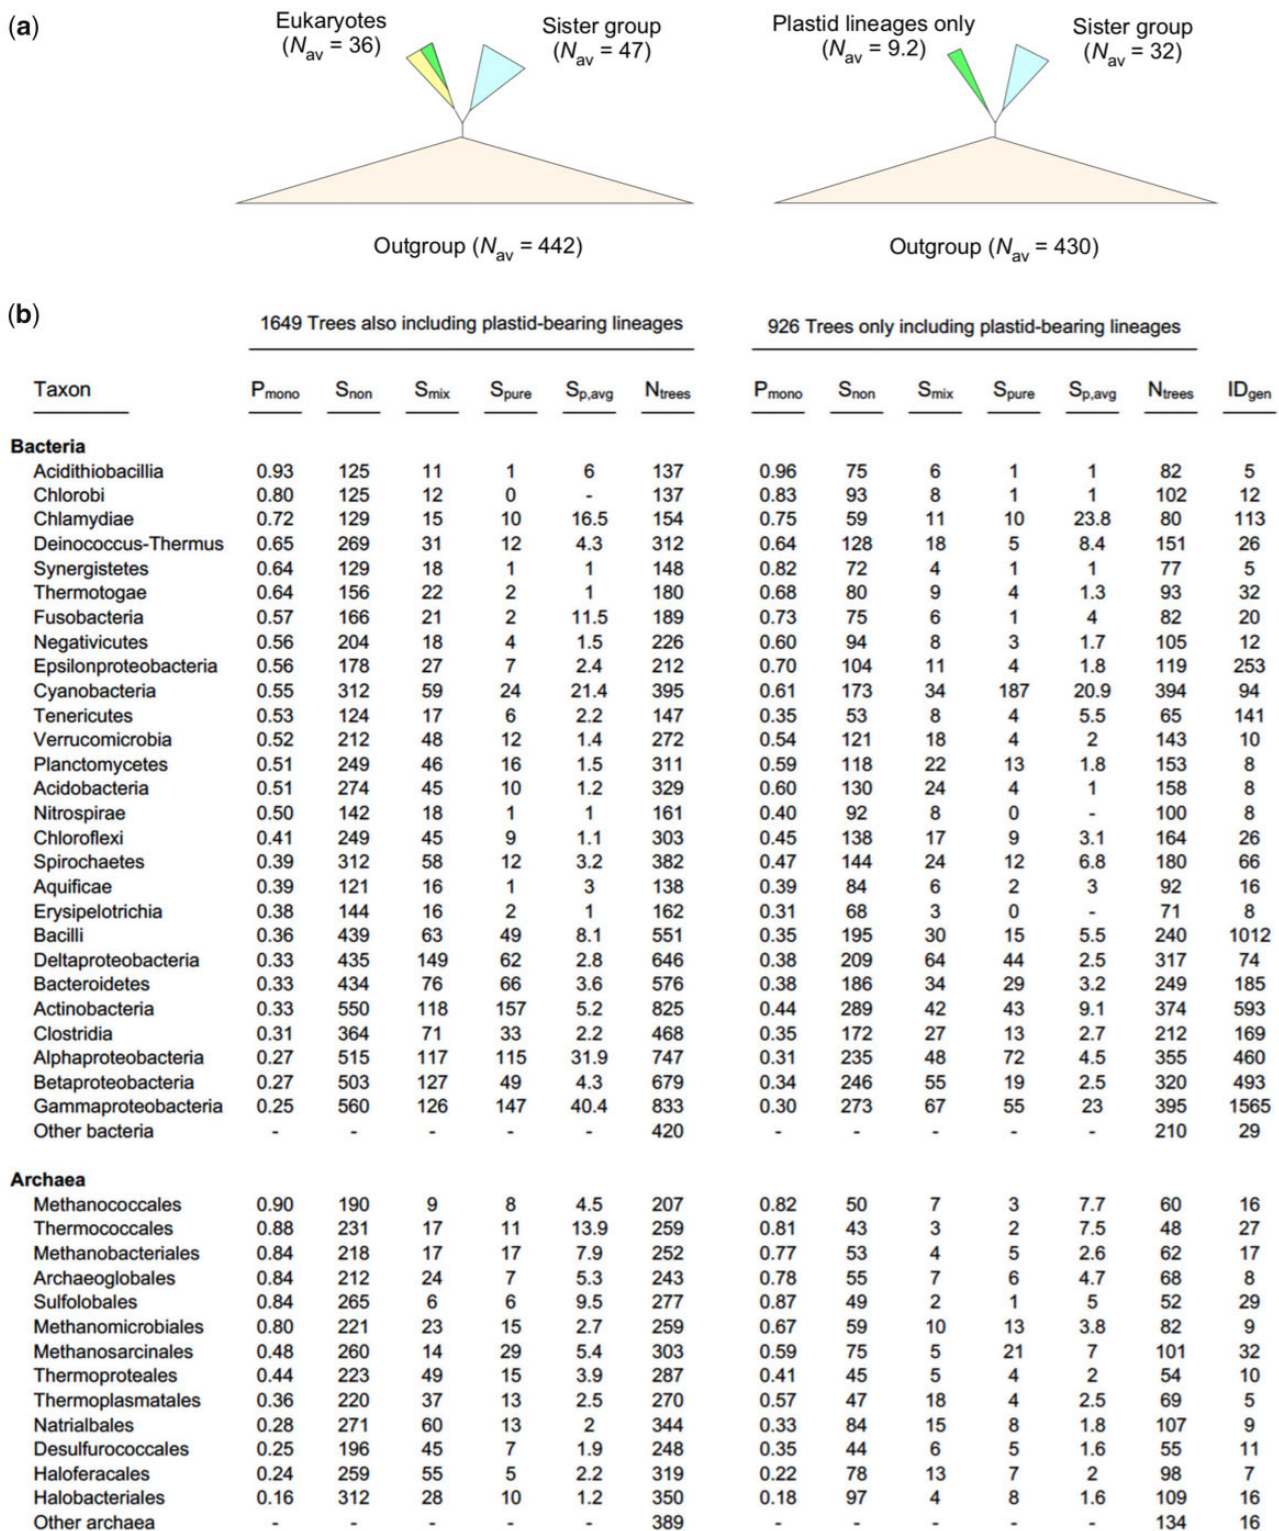 (a)
Eukaryotes
(Nav = 36)
Sister group
(Nav = 47)
Outgroup (Nav = 442)
Plastid lineages only
(Nav = 9.2)
Sister group
(Nav = 32)
Outgroup (Nav = 430)
(b)
1649 Trees also including plastid-bearing lineages 926 Trees only including plastid-bearing lineages
Taxon Pmono Snon Smix Spure Sp,avg Ntrees Pmono Snon Smix Spure Sp,avg Ntrees IDgen
Bacteria
Acidithiobacillia 0.93 125 11 1 6 137 0.96 75 6 1 1 82 5
Chlorobi 0.80 125 12 0 - 137 0.83 93 8 1 1 102 12
Chlamydiae 0.72 129 15 10 16.5 154 0.75 59 11 10 23.8 80 113
Deinococcus-Thermus 0.65 269 31 12 4.3 312 0.64 128 18 5 8.4 151 26
Synergistetes 0.64 129 18 1 1 148 0.82 72 4 1 1 77 5
Thermotogae 0.64 156 22 2 1 180 0.68 80 9 4 1.3 93 32
Fusobacteria 0.57 166 21 2 11.5 189 0.73 75 6 1 4 82 20
Negativicutes 0.56 204 18 4 1.5 226 0.60 94 8 3 1.7 105 12
Epsilonproteobacteria 0.56 178 27 7 2.4 212 0.70 104 11 4 1.8 119 253
Cyanobacteria 0.55 312 59 24 21.4 395 0.61 173 34 187 20.9 394 94
Tenericutes 0.53 124 17 6 2.2 147 0.35 53 8 4 5.5 65 141
Verrucomicrobia 0.52 212 48 12 1.4 272 0.54 121 18 4 2 143 10
Planctomycetes 0.51 249 46 16 1.5 311 0.59 118 22 13 1.8 153 8
Acidobacteria 0.51 274 45 10 1.2 329 0.60 130 24 4 1 158 8
Nitrospirae 0.50 142 18 1 1 161 0.40 92 8 0 - 100 8
Chloroflexi 0.41 249 45 9 1.1 303 0.45 138 17 9 3.1 164 26
Spirochaetes 0.39 312 58 12 3.2 382 0.47 144 24 12 6.8 180 66
Aquificae 0.39 121 16 1 3 138 0.39 84 6 2 3 92 16
Erysipelotrichia 0.38 144 16 2 1 162 0.31 68 3 0 - 71 8
Bacilli 0.36 439 63 49 8.1 551 0.35 195 30 15 5.5 240 1012
Deltaproteobacteria 0.33 435 149 62 2.8 646 0.38 209 64 44 2.5 317 74
Bacteroidetes 0.33 434 76 66 3.6 576 0.38 186 34 29 3.2 249 185
Actinobacteria 0.33 550 118 157 5.2 825 0.44 289 42 43 9.1 374 593
Clostridia 0.31 364 71 33 2.2 468 0.35 172 27 13 2.7 212 169
Alphaproteobacteria 0.27 515 117 115 31.9 747 0.31 235 48 72 4.5 355 460
Betaproteobacteria 0.27 503 127 49 4.3 679 0.34 246 55 19 2.5 320 493
Gammaproteobacteria 0.25 560 126 147 40.4 833 0.30 273 67 55 23 395 1565
Other bacteria - - - - - 420 - - - - - 210 29
Archaea
Methanococcales 0.90 190 9 8 4.5 207 0.82 50 7 3 7.7 60 16
Thermococcales 0.88 231 17 11 13.9 259 0.81 43 3 2 7.5 48 27
Methanobacteriales 0.84 218 17 17 7.9 252 0.77 53 4 5 2.6 62 17
Archaeoglobales 0.84 212 24 7 5.3 243 0.78 55 7 6 4.7 68 8
Sulfolobales 0.84 265 6 6 9.5 277 0.87 49 2 1 5 52 29
Methanomicrobiales 0.80 221 23 15 2.7 259 0.67 59 10 13 3.8 82 9
Methanosarcinales 0.48 260 14 29 5.4 303 0.59 75 5 21 7 101 32
Thermoproteales 0.44 223 49 15 3.9 287 0.41 45 5 4 2 54 10
Thermoplasmatales 0.36 220 37 13 2.5 270 0.57 47 18 4 2.5 69 5
Natrialbales 0.28 271 60 13 2 344 0.33 84 15 8 1.8 107 9
Desulfurococcales 0.25 196 45 7 1.9 248 0.35 44 6 5 1.6 55 11
Haloferacales 0.24 259 55 5 2.2 319 0.22 78 13 7 2 98 7
Halobacteriales 0.16 312 28 10 1.2 350 0.18 97 4 8 1.6 109 16
Other archaea - - - - - 389 - - - - - 134 16